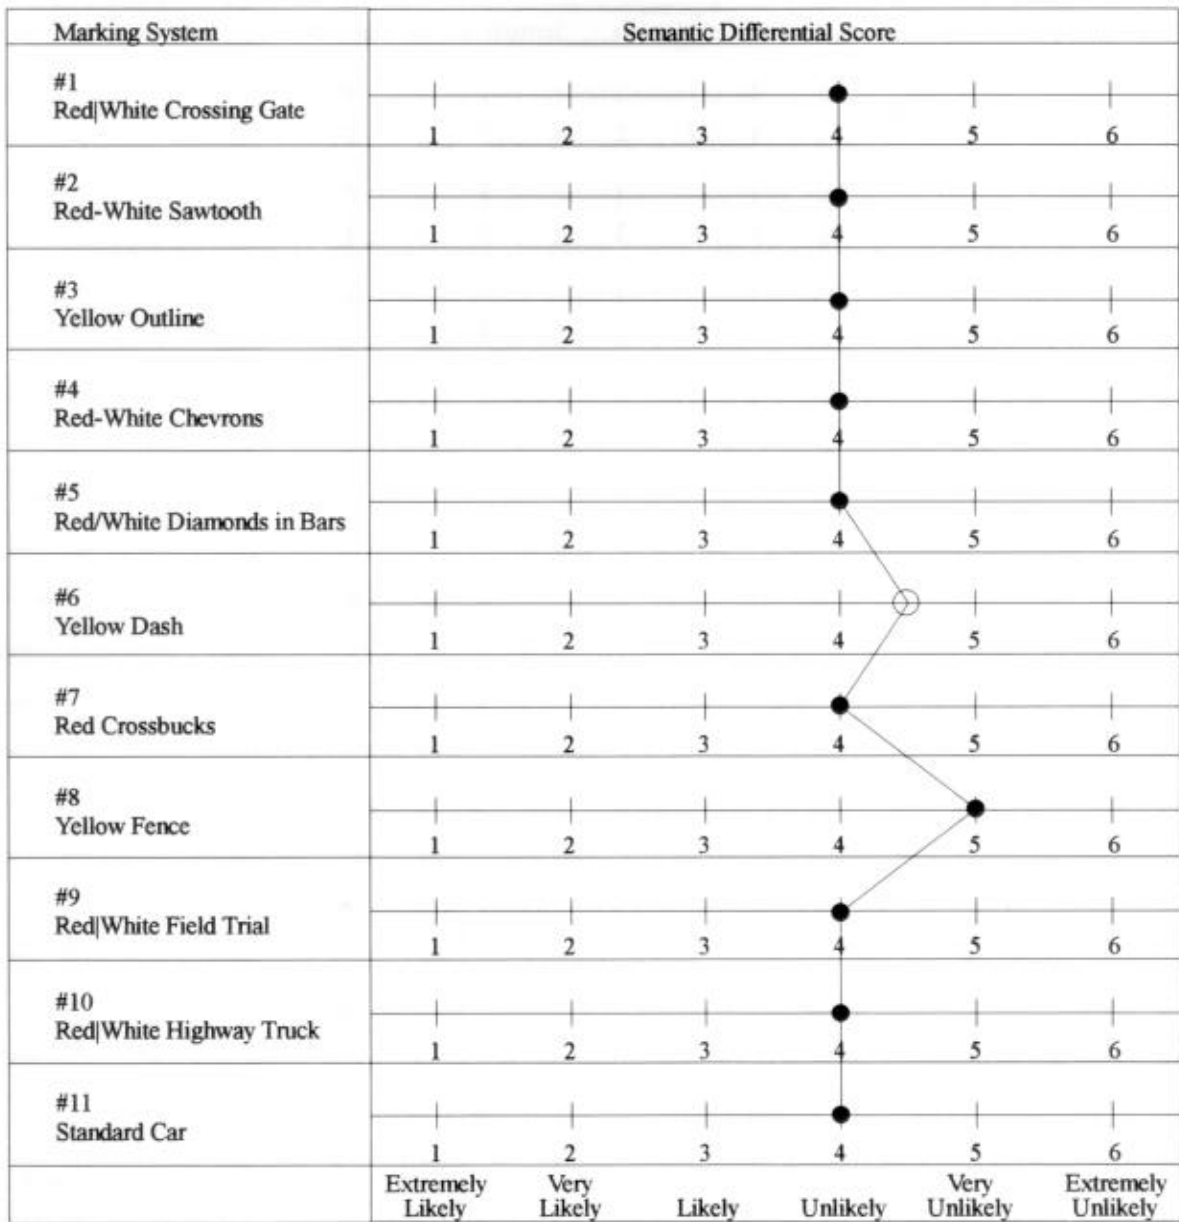 Marking System Semantic Differential Score
#1
Red|White Crossing Gate
1 2 3 4 5 6
#2
Red-White Sawtooth
1 2 3 4 5 6
#3
Yellow Outline
1 2 3 4 5 6
#4
Red-White Chevrons
1 2 3 4 5 6
#5
Red/White Diamonds in Bars
1 2 3 4 5 6
#6
Yellow Dash
1 2 3 4 5 6
#7
Red Crossbucks
1 2 3 4 5 6
#8
Yellow Fence
1 2 3 4 5 6
#9
Red|White Field Trial
1 2 3 4 5 6
#10
Red|White Highway Truck
1 2 3 4 5 6
#11
Standard Car
1 2 3 4 5 6
Extremely Very Very Extremely
Likely Likely Likely Unlikely Unlikely Unlikely